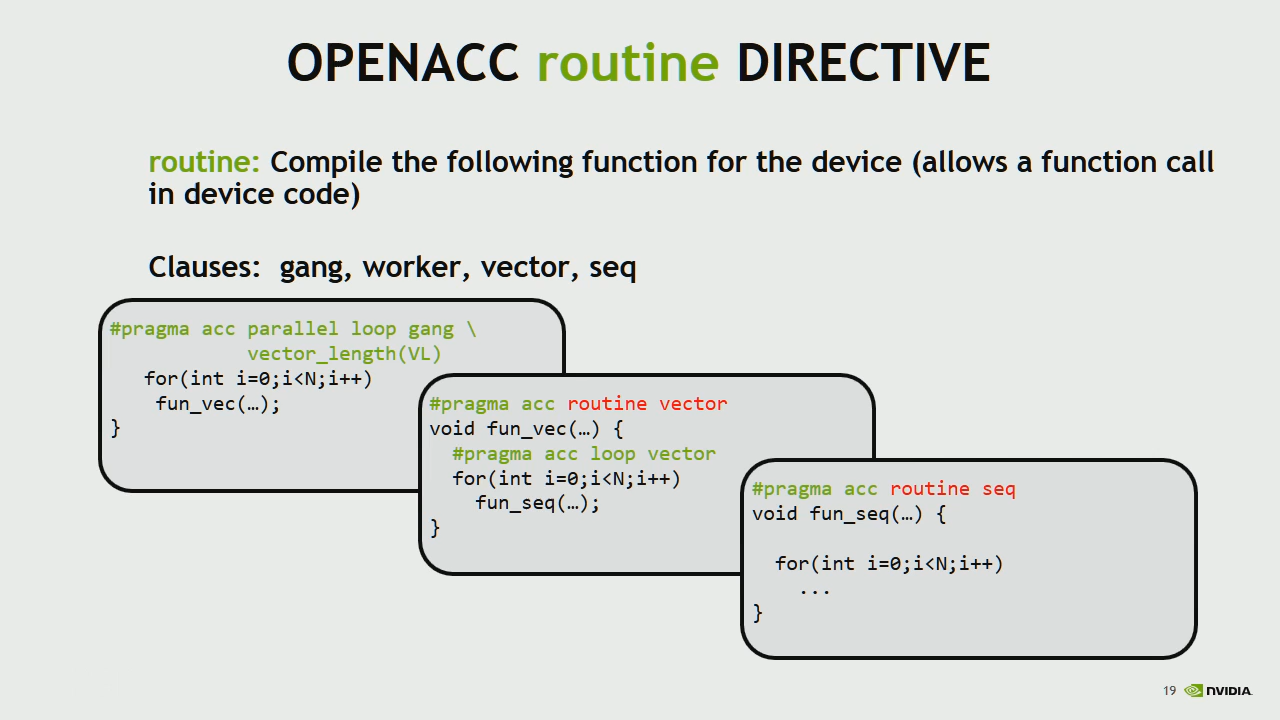 OPENACC routine DIRECTIVE
routine: Compile the following function for the device (allows a function call
in device code)
Clauses:  gang, worker, vector, seq
#pragma acc parallel loop gang \
            vector_length(VL)
   for(int i=0;i<N;i++)
    fun_vec(…);
}
#pragma acc routine vector
void fun_vec(…) {
  #pragma acc loop vector
  for(int i=0;i<N;i++)
    fun_seq(…);
}
#pragma acc routine seq
void fun_seq(…) {
  for(int i=0;i<N;i++)
    ...
}
19 NVIDIA